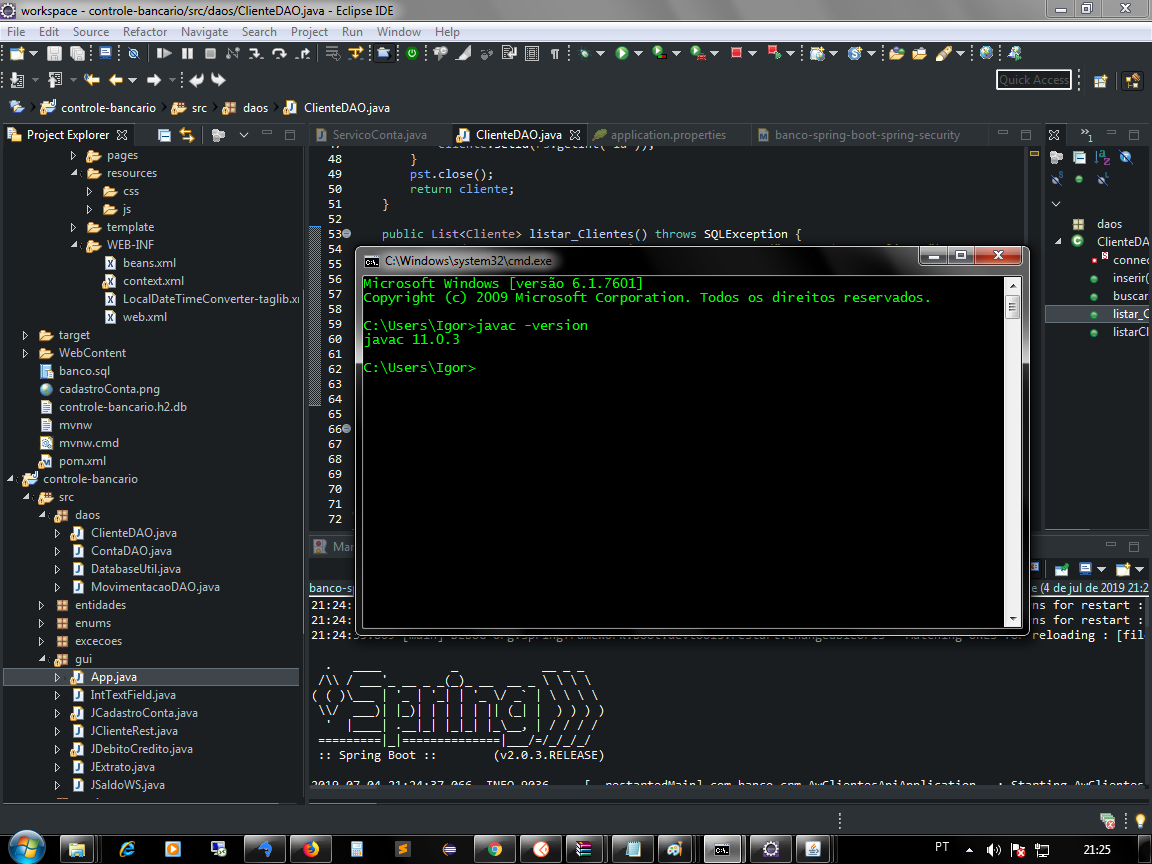 workspace - controle-bancario/src/daos/ClienteDAO.java - Eclipse IDE
File Edit Source Refactor Navigate Search Project Run Window Help
Quick Access
controle-bancario src daos ClienteDAO.java
Project Explorer
pages
resources
css
js
template
WEB-INF
beans.xml
context.xml
LocalDateTimeConverter-taglib.x
web.xml
target
WebContent
banco.sql
cadastroConta.png
controle-bancario.h2.db
mvnw
mvnw.cmd
pom.xml
controle-bancario
src
daos
ClienteDAO.java
ContaDAO.java
DatabaseUtil.java
MovimentacaoDAO.java
entidades
enums
excecoes
gui
App.java
IntTextField.java
JCadastroConta.java
JClienteRest.java
JDebitoCredito.java
JExtrato.java
JSaldoWS.java
ServicoConta.java ClienteDAO.java application.properties banco-spring-boot-spring-security
48 }
49 pst.close();
50 return cliente;
51 }
52
53 public List<Cliente> listar_Clientes() throws SQLException {
54
55
56
57
58
59
60
61
62
63
64
65
66
67
68
69
70
71
72
C:\Windows\system32\cmd.exe
Microsoft Windows [versão 6.1.7601]
Copyright (c) 2009 Microsoft Corporation. Todos os direitos reservados.
C:\Users\Igor>javac -version
javac 11.0.3
C:\Users\Igor>
1
daos
ClienteDA
connec
inserir(
buscar
listar_C
listarCl
Mar
banco-s
e (4 de jul de 2019 21:2
21:24: ns for restart :
21:24: ns for restart :
21:24: reloading : [fil
Spring
:: Spring Boot :: (v2.0.3.RELEASE)
2019-07-04 21:24:37.066 INFO 9036 --- [ restartedMain] com.banco.com.AwClientesApiApplication : Starting AwClientes
PT 21:25